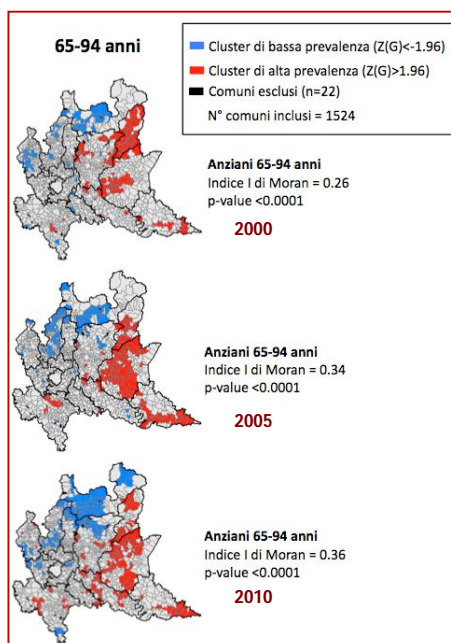 65-94 anni
Cluster di bassa prevalenza (Z(G)<-1.96)
Cluster di alta prevalenza (Z(G)>1.96)
Comuni esclusi (n=22)
N° comuni inclusi = 1524
Anziani 65-94 anni
Indice I di Moran = 0.26
p-value <0.0001
2000
Anziani 65-94 anni
Indice I di Moran = 0.34
p-value <0.0001
2005
Anziani 65-94 anni
Indice I di Moran = 0.36
p-value <0.0001
2010